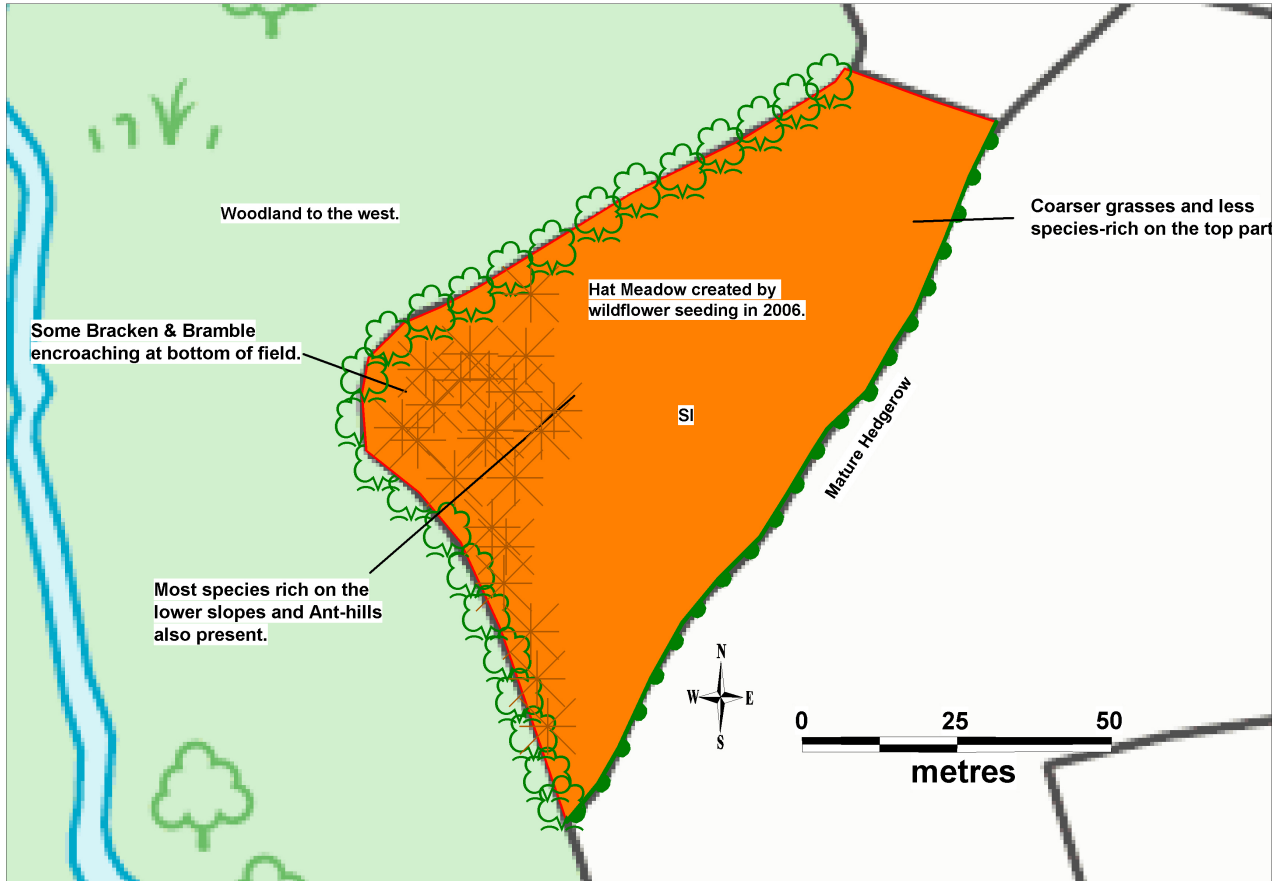 Woodland to the west.
Coarser grasses and less
species-rich on the top part
Hat Meadow created by
wildflower seeding in 2006.
Some Bracken & Bramble
encroaching at bottom of field.
SI
Mature Hedgerow
Most species rich on the
lower slopes and Ant-hills
also present.
N
W E
S
0 25 50
metres